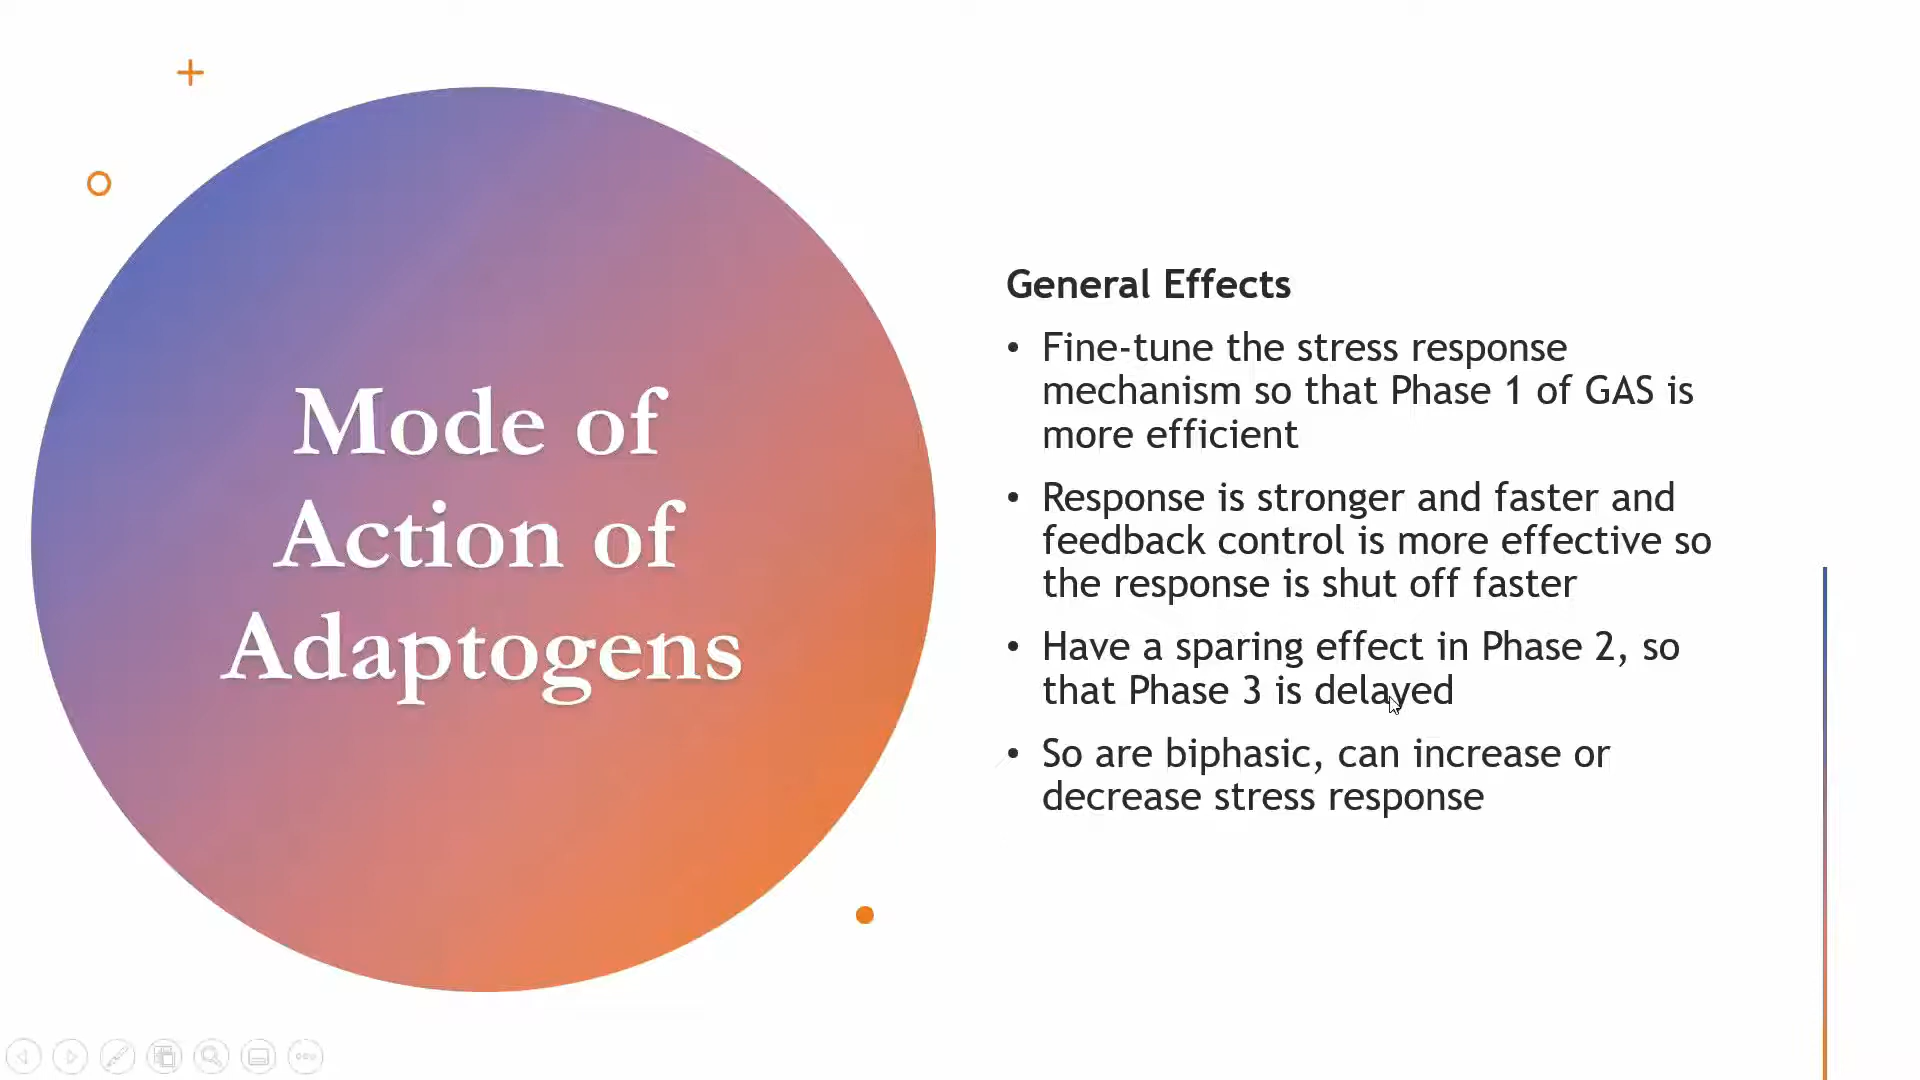 Mode of
Action of
Adaptogens
General Effects
• Fine-tune the stress response
mechanism so that Phase 1 of GAS is
more efficient
• Response is stronger and faster and
feedback control is more effective so
the response is shut off faster
• Have a sparing effect in Phase 2, so
that Phase 3 is delayed
• So are biphasic, can increase or
decrease stress response